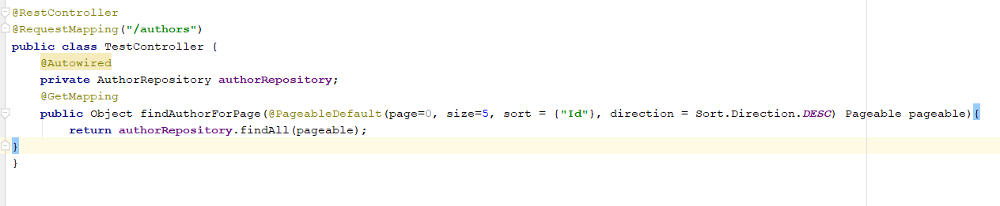 @RestController
@RequestMapping("/authors")
public class TestController {
    @Autowired
    private AuthorRepository authorRepository;
    @GetMapping
    public Object findAuthorForPage(@PageableDefault(page=0, size=5, sort = {"Id"}, direction = Sort.Direction.DESC) Pageable pageable){
        return authorRepository.findAll(pageable);
}
}